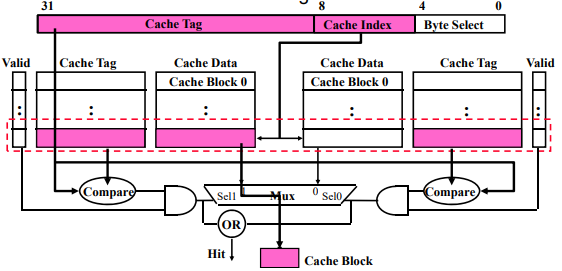 31 8 4 0
Cache Tag Cache Index Byte Select
Valid Cache Tag Cache Data Cache Data Cache Tag Valid
Cache Block 0 Cache Block 0
: : : : : :
Compare Sel1 1 Mux 0 Sel0 Compare
OR
Hit
Cache Block